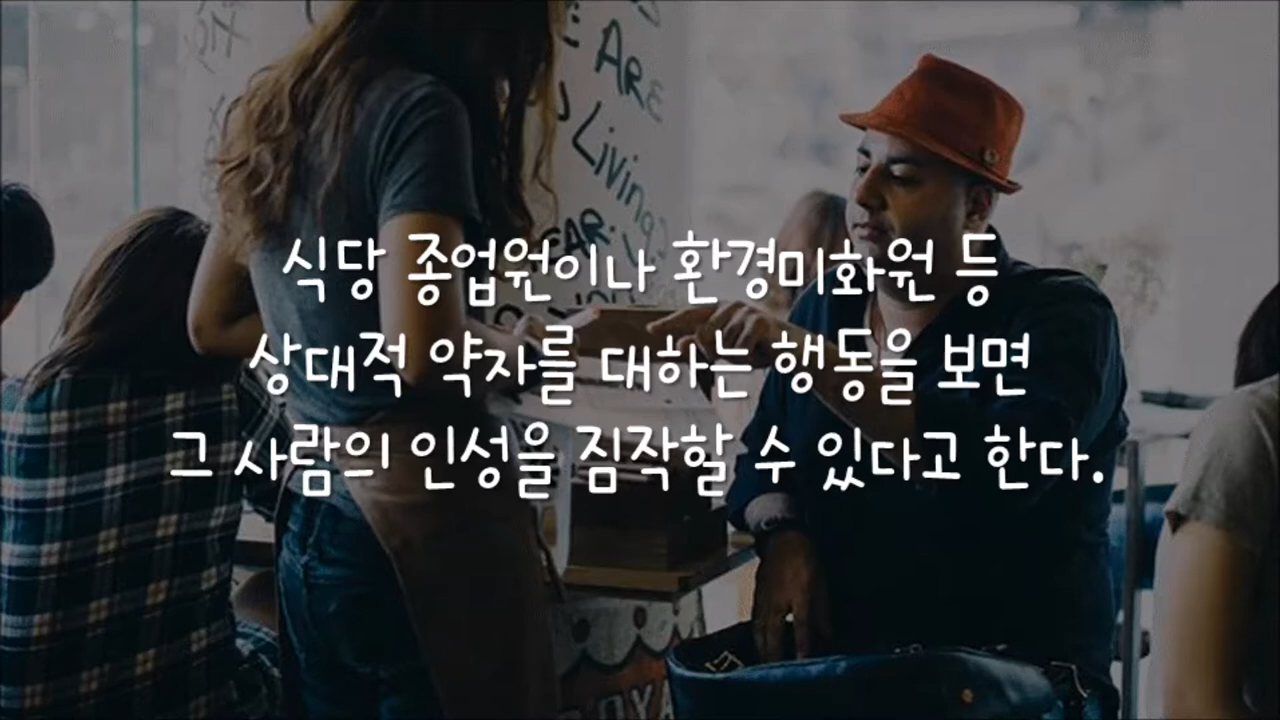 ARE
Living?
식당 종업원이나 환경미화원 등
상대적 약자를 대하는 행동을 보면
그 사람의 인성을 짐작할 수 있다고 한다.